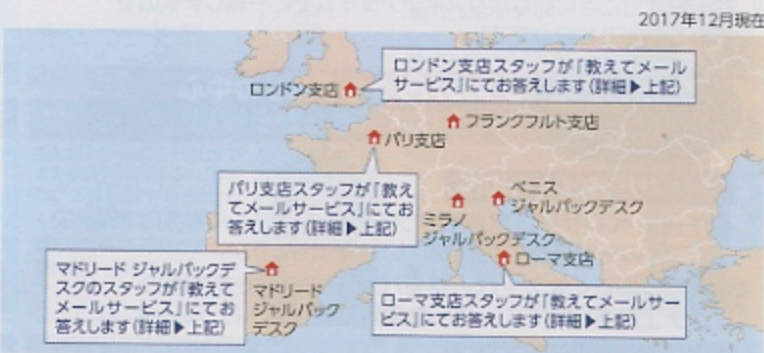 2017年12月現在
ロンドン支店スタッフが「教えてメール
サービス」にてお答えします(詳細▶上記)
ロンドン支店
フランクフルト支店
パリ支店
パリ支店スタッフが「教え
てメールサービス」にてお
答えします(詳細▶上記)
ベニス
ジャルパックデスク
ミラノ
ジャルパックデスク
ローマ支店
マドリード ジャルパックデ
スクのスタッフが「教えて
メールサービス」にてお
答えします(詳細▶上記)
マドリード
ジャルパック
デスク
ローマ支店スタッフが「教えてメールサー
ビス」にてお答えします(詳細▶上記)